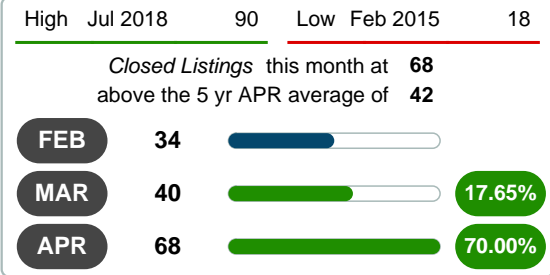 High Jul 2018 90 Low Feb 2015 18
Closed Listings this month at 68
above the 5 yr APR average of 42
FEB 34
MAR 40 17.65%
APR 68 70.00%